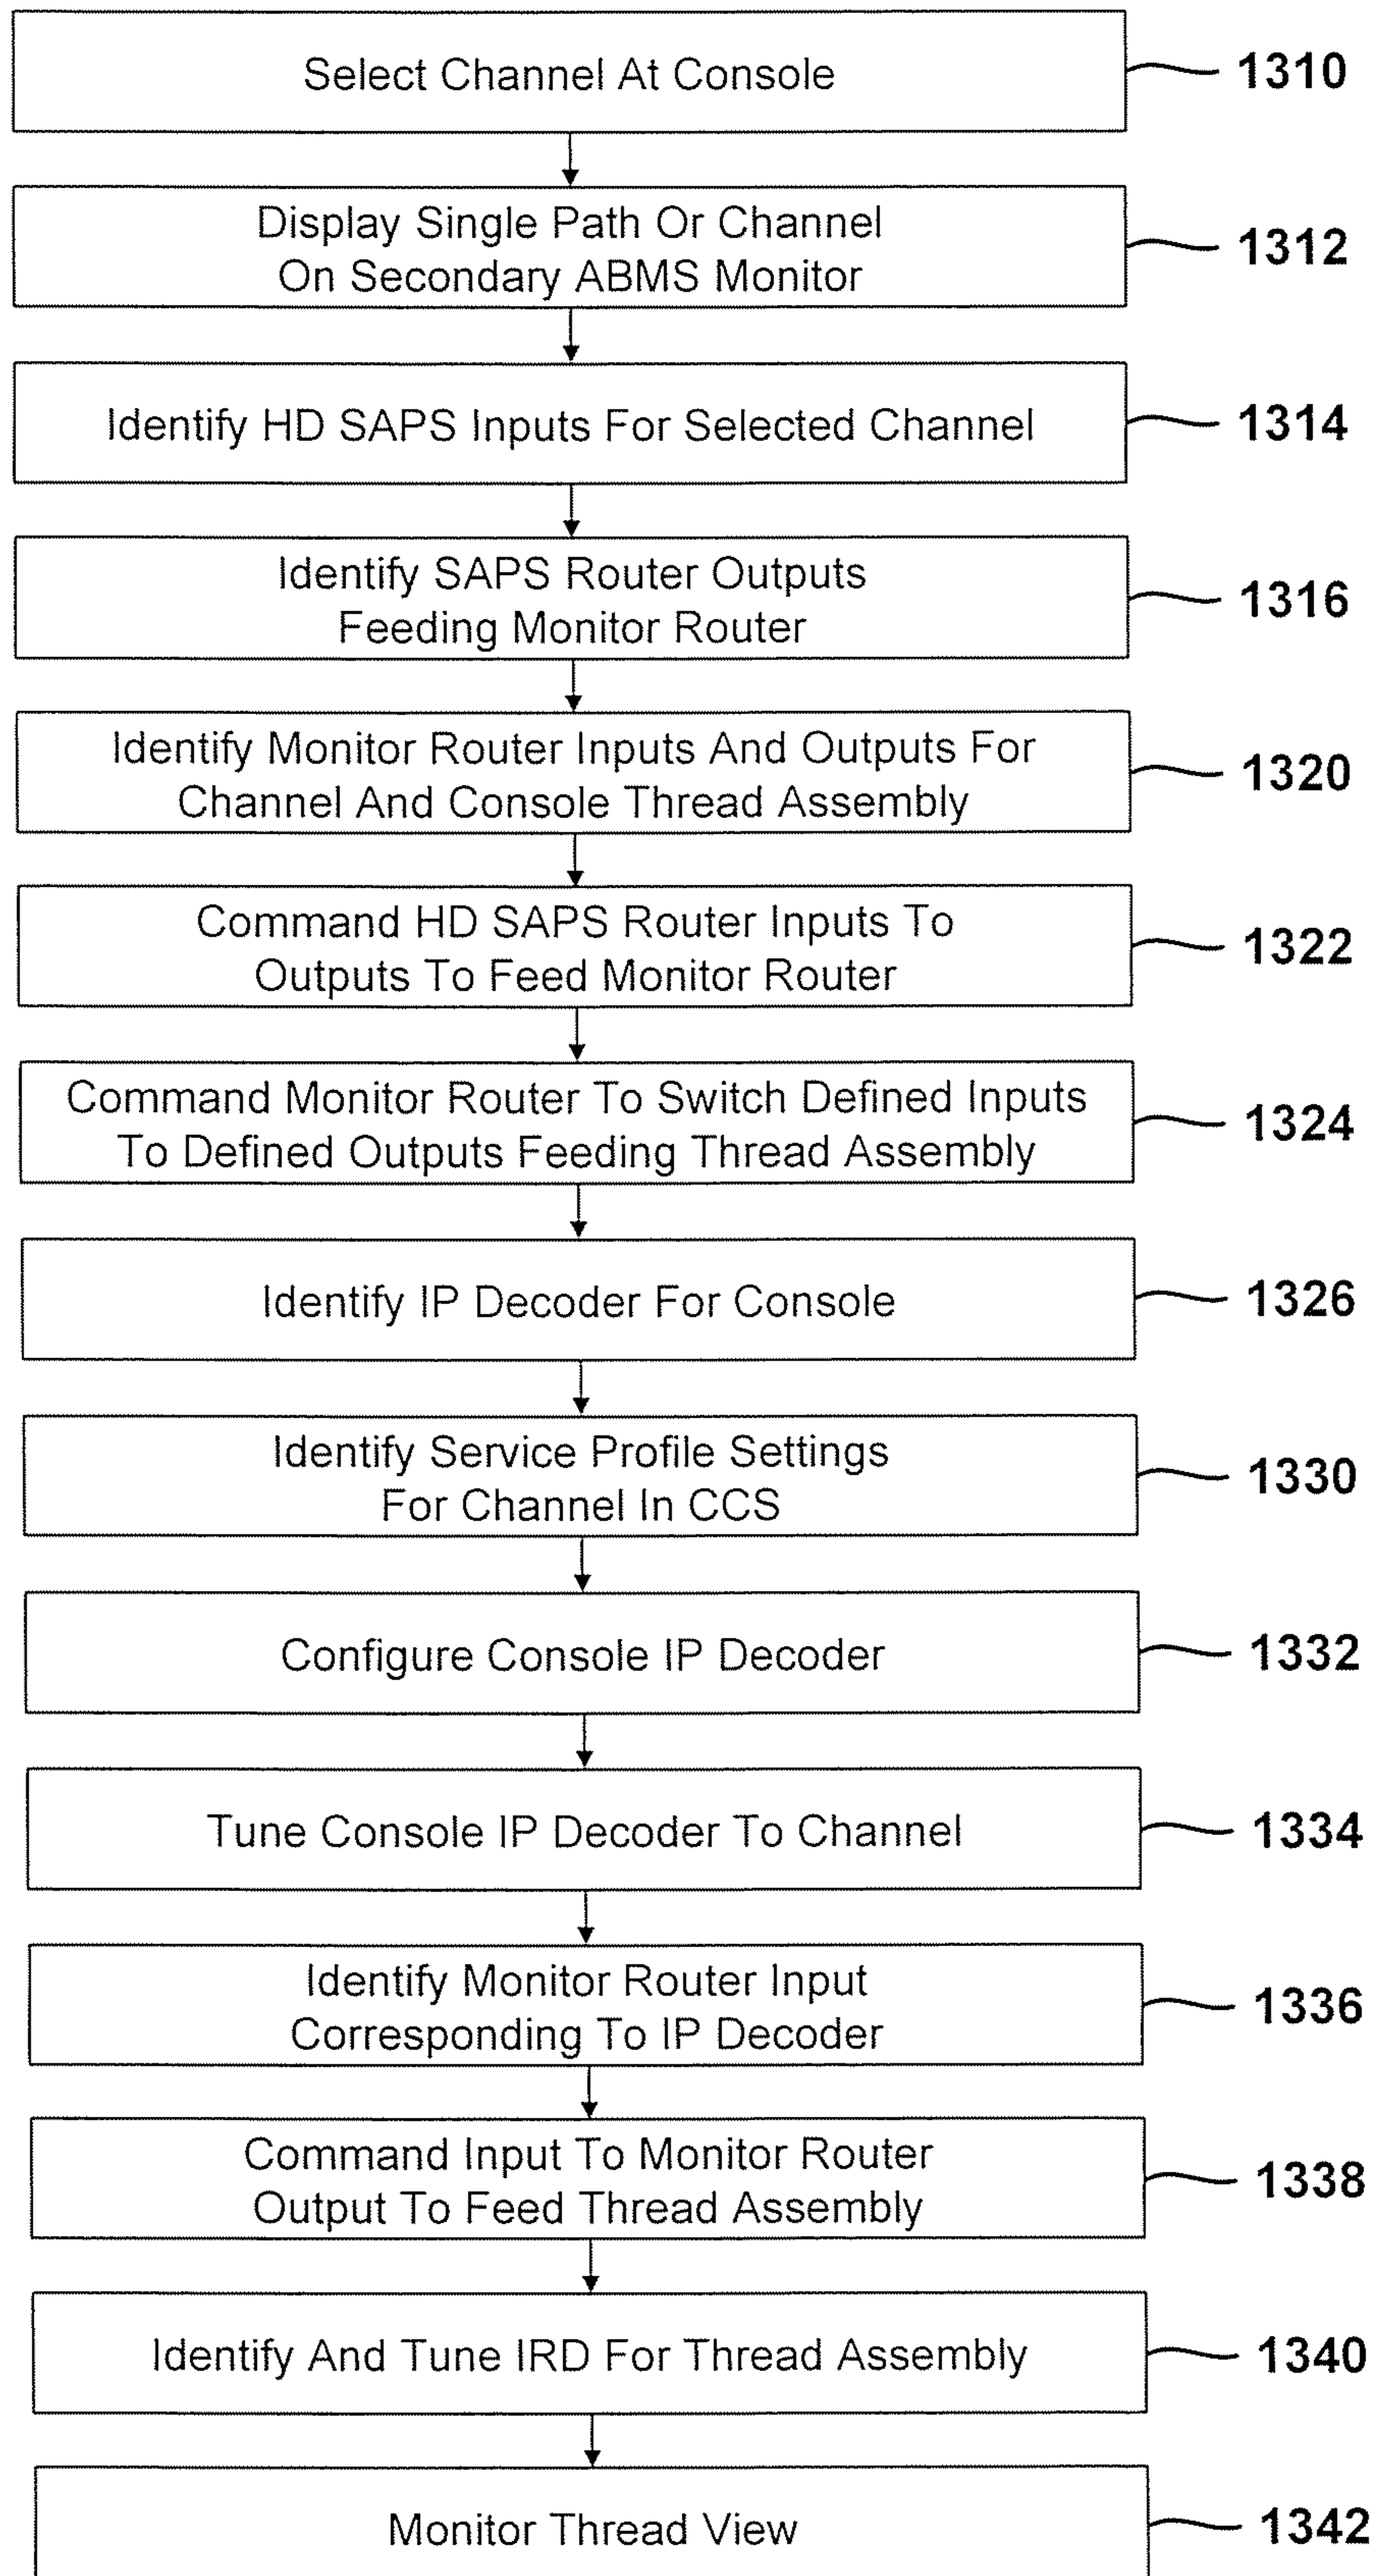 Select Channel At Console
1310
Display Single Path Or Channel
On Secondary ABMS Monitor
1312
Identify HD SAPS Inputs For Selected Channel
1314
Identify SAPS Router Outputs
Feeding Monitor Router
1316
Identify Monitor Router Inputs And Outputs For
Channel And Console Thread Assembly
1320
Command HD SAPS Router Inputs To
Outputs To Feed Monitor Router
1322
Command Monitor Router To Switch Defined Inputs
To Defined Outputs Feeding Thread Assembly
1324
Identify IP Decoder For Console
1326
Identify Service Profile Settings
For Channel In CCS
1330
Configure Console IP Decoder
1332
Tune Console IP Decoder To Channel
1334
Identify Monitor Router Input
Corresponding To IP Decoder
1336
Command Input To Monitor Router
Output To Feed Thread Assembly
1338
Identify And Tune IRD For Thread Assembly
1340
Monitor Thread View
1342